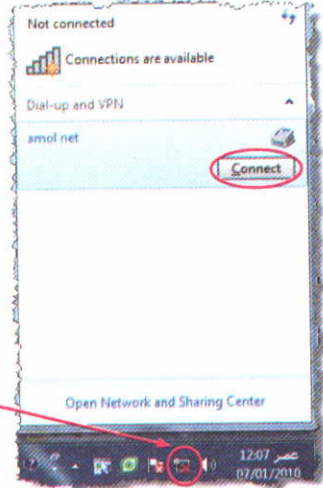 Not connected
Connections are available
Dial-up and VPN
amol net
Connect
Open Network and Sharing Center
12:07 عصر
07/01/2010